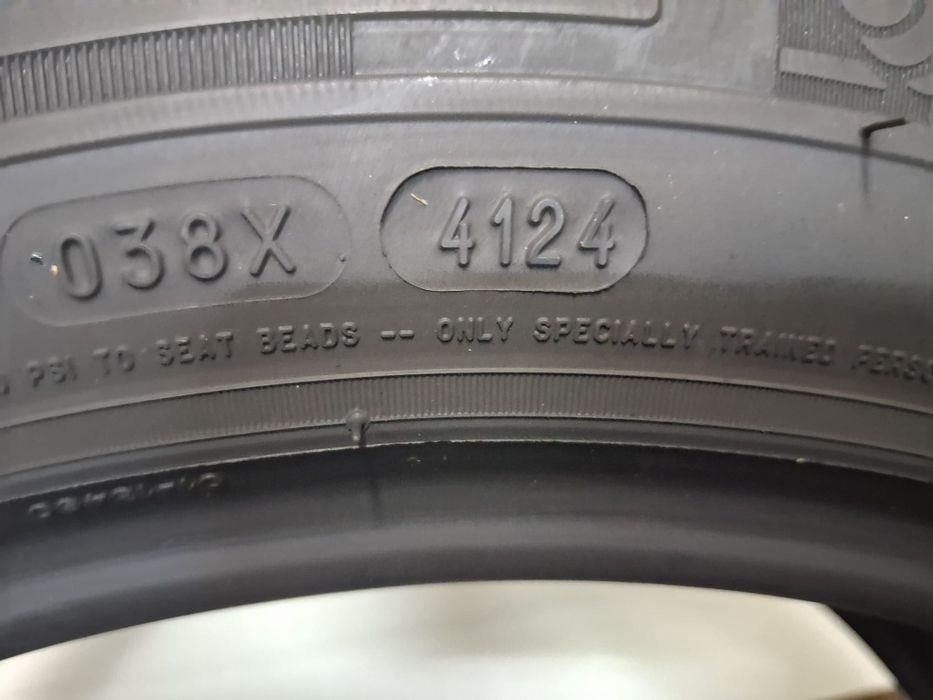 038X 4124
PSI TO SEAT BEADS -- ONLY SPECIALLY TRAINED